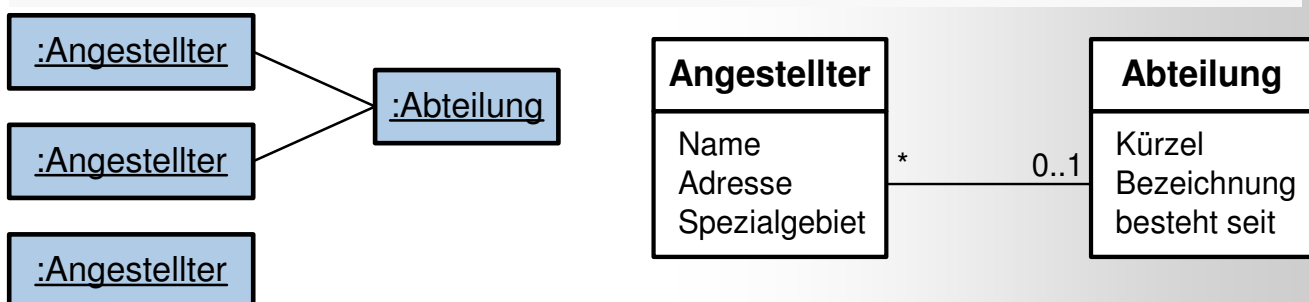 :Angestellter
:Angestellter
:Angestellter
:Abteilung
Angestellter
Name
Adresse
Spezialgebiet
*
0..1
Abteilung
Kürzel
Bezeichnung
besteht seit